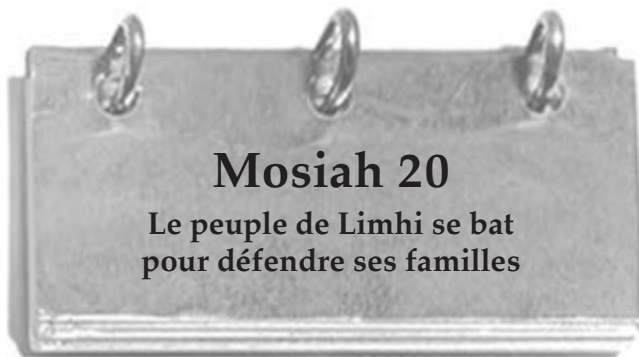 Mosiah 20
Le peuple de Limhi se bat
pour défendre ses familles